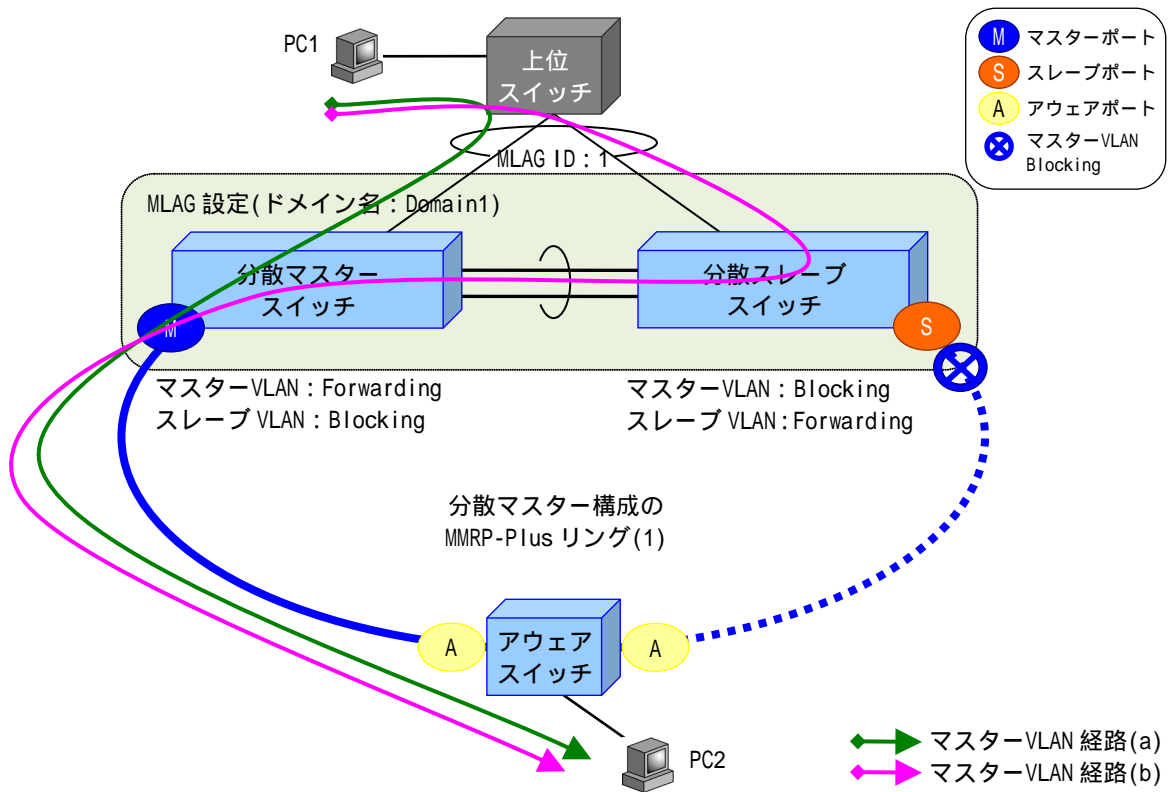 PC1
上位
スイッチ
M マスターポート
S スレーブポート
A アウェアポート
マスターVLAN
Blocking
MLAG ID：1
MLAG 設定(ドメイン名：Domain1)
分散マスター
スイッチ
分散スレーブ
スイッチ
M
S
マスターVLAN：Forwarding
スレーブ VLAN：Blocking
マスターVLAN：Blocking
スレーブ VLAN：Forwarding
分散マスター構成の
MMRP-Plus リング(1)
A
アウェア
スイッチ
A
PC2
マスターVLAN 経路(a)
マスターVLAN 経路(b)